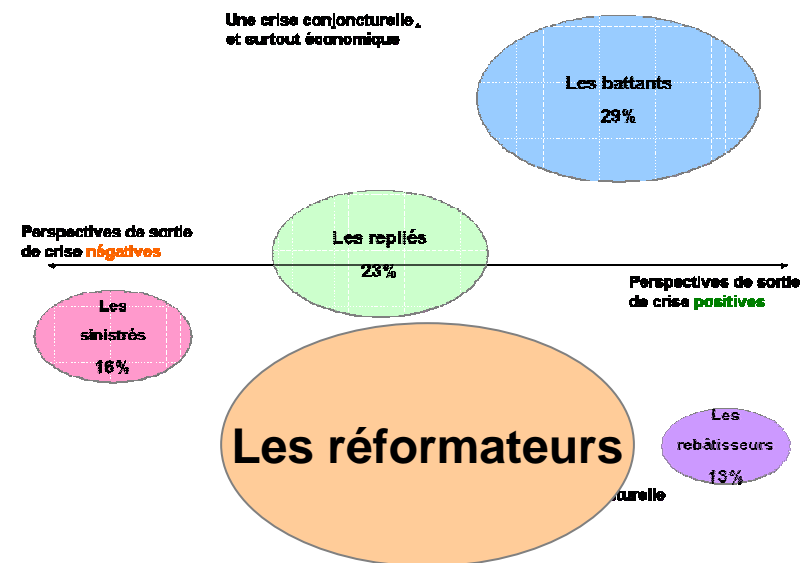 Une crise conjoncturelle,
et surtout économique
Les battants
29%
Perspectives de sortie
de crise négatives
Les repliés
23%
Perspectives de sortie
de crise positives
Les
sinistrés
16%
Les réformateurs
Les
rebâtisseurs
13%